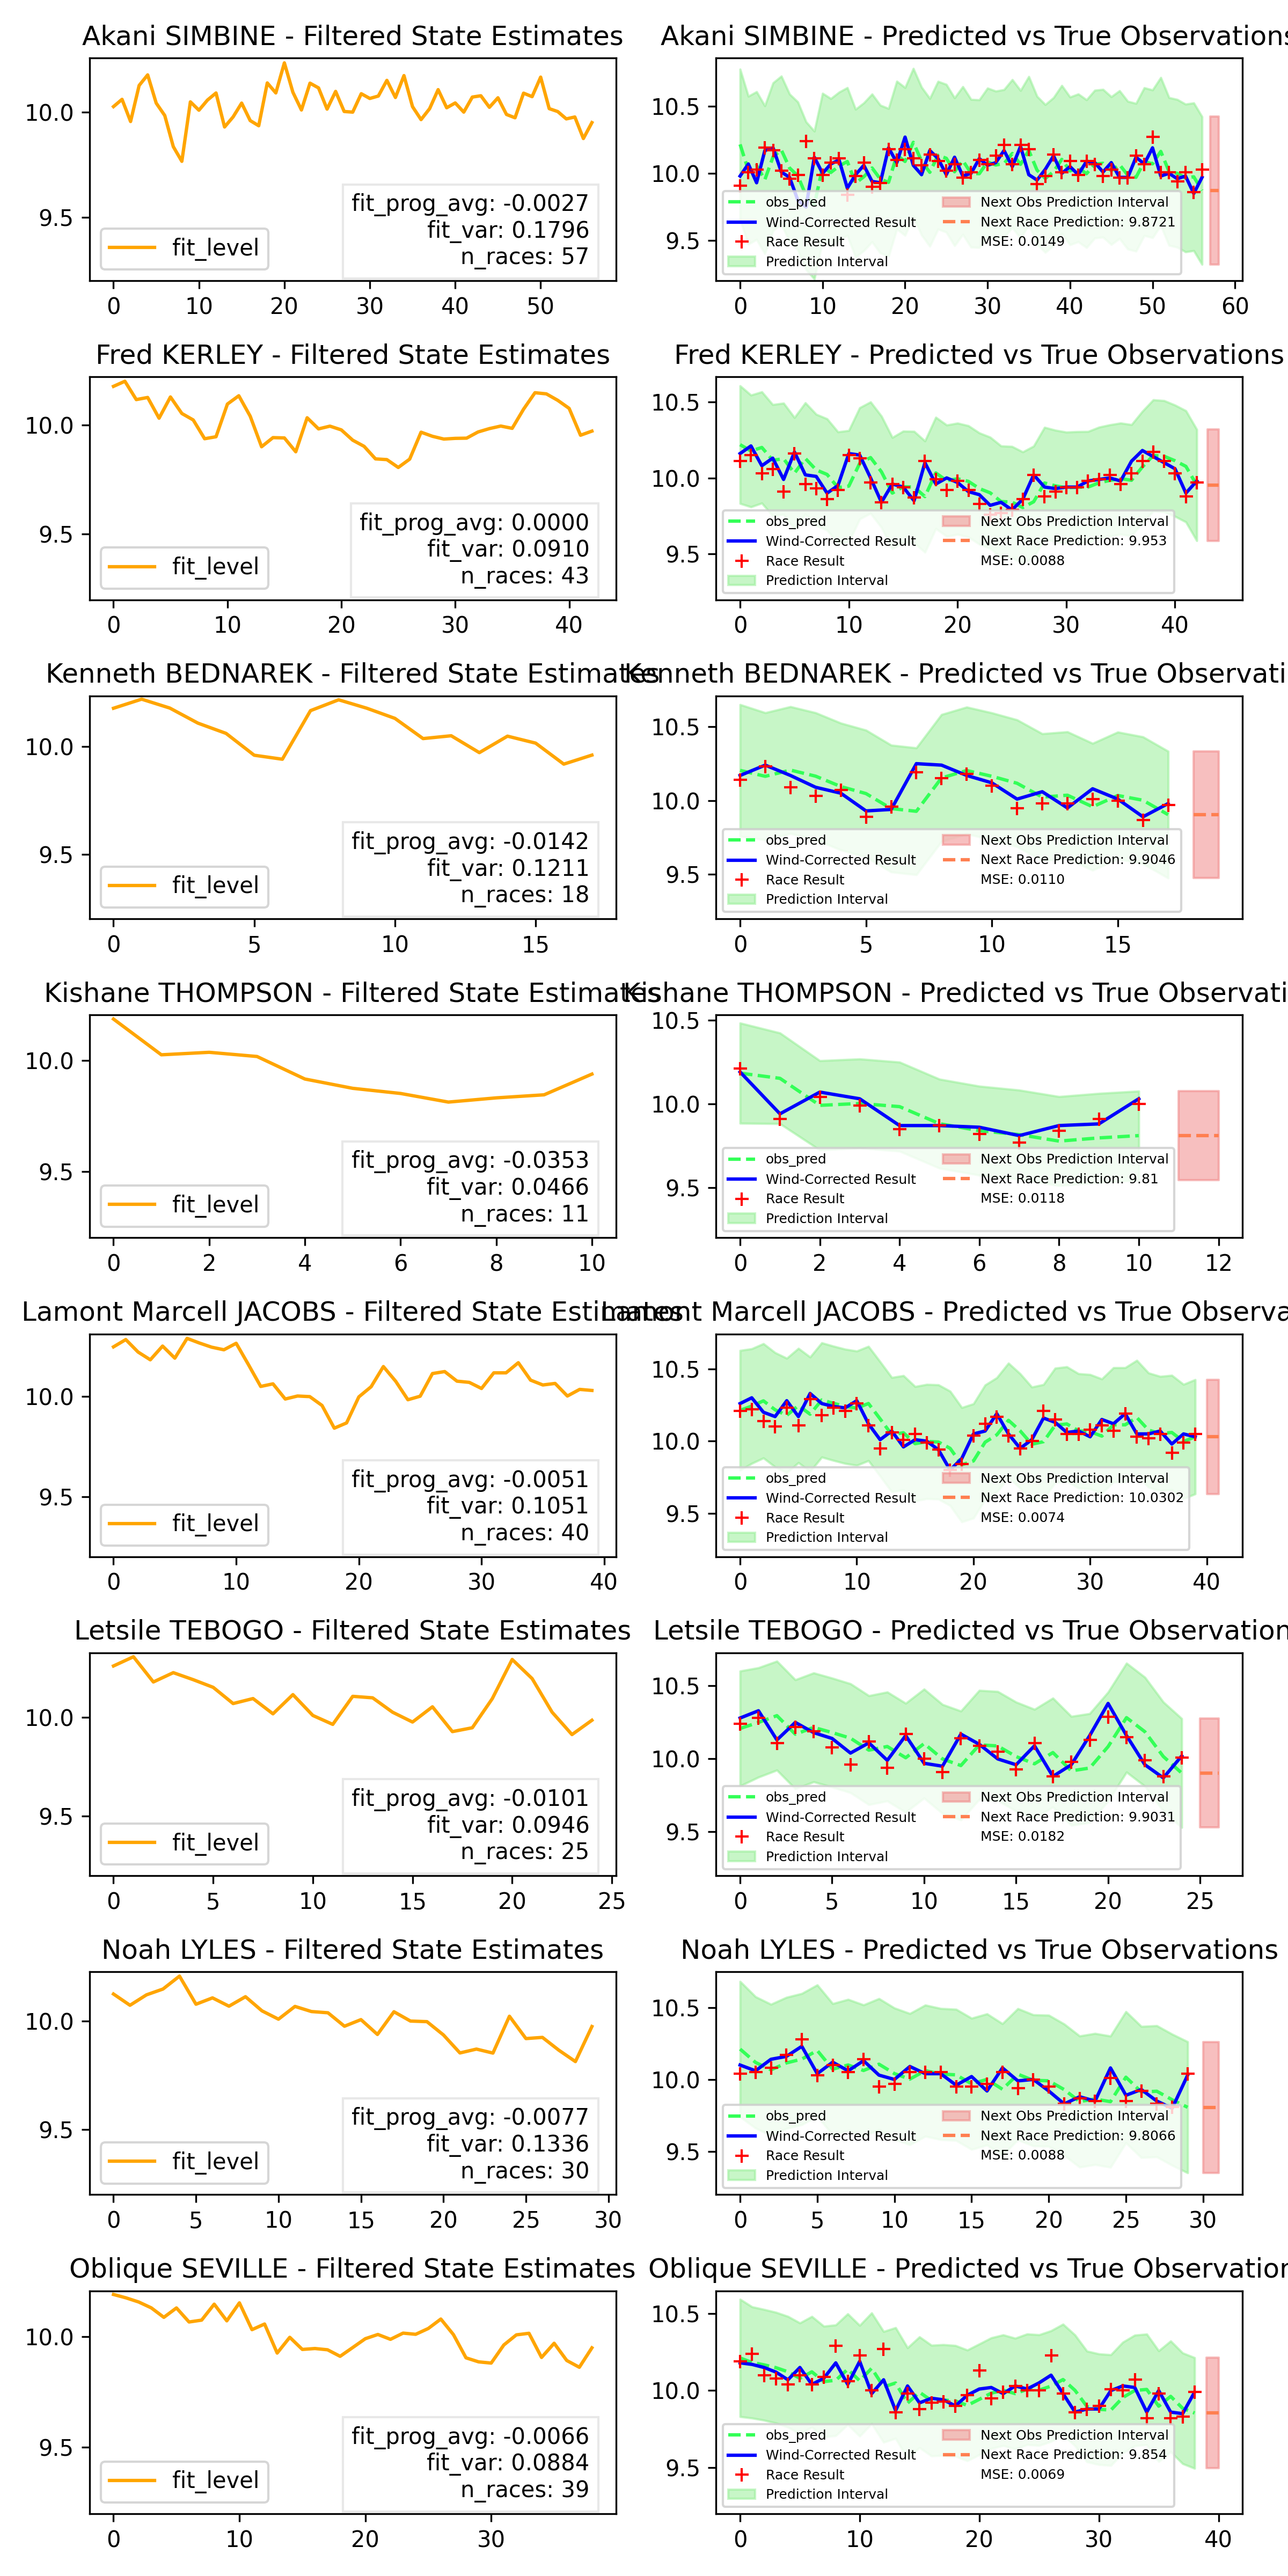 Akani SIMBINE - Filtered State Estimates
10.0
9.5
fit_prog_avg: -0.0027
fit_var: 0.1796
n_races: 57
fit_level
0 10 20 30 40 50
Akani SIMBINE - Predicted vs True Observations
10.5
10.0
9.5
obs_pred
Wind-Corrected Result
Race Result
Prediction Interval
Next Obs Prediction Interval
Next Race Prediction: 9.8721
MSE: 0.0149
0 10 20 30 40 50 60
Fred KERLEY - Filtered State Estimates
10.0
9.5
fit_prog_avg: 0.0000
fit_var: 0.0910
n_races: 43
fit_level
0 10 20 30 40
Fred KERLEY - Predicted vs True Observations
10.5
10.0
9.5
obs_pred
Wind-Corrected Result
Race Result
Prediction Interval
Next Obs Prediction Interval
Next Race Prediction: 9.953
MSE: 0.0088
0 10 20 30 40
Kenneth BEDNAREK - Filtered State Estimates
10.0
9.5
fit_prog_avg: -0.0142
fit_var: 0.1211
n_races: 18
fit_level
0 5 10 15
Kenneth BEDNAREK - Predicted vs True Observati
10.5
10.0
9.5
obs_pred
Wind-Corrected Result
Race Result
Prediction Interval
Next Obs Prediction Interval
Next Race Prediction: 9.9046
MSE: 0.0110
0 5 10 15
Kishane THOMPSON - Filtered State Estimates
10.0
9.5
fit_prog_avg: -0.0353
fit_var: 0.0466
n_races: 11
fit_level
0 2 4 6 8 10
Kishane THOMPSON - Predicted vs True Observati
10.5
10.0
9.5
obs_pred
Wind-Corrected Result
Race Result
Prediction Interval
Next Obs Prediction Interval
Next Race Prediction: 9.81
MSE: 0.0118
0 2 4 6 8 10 12
Lamont Marcell JACOBS - Filtered State Estimates
10.0
9.5
fit_prog_avg: -0.0051
fit_var: 0.1051
n_races: 40
fit_level
0 10 20 30 40
Lamont Marcell JACOBS - Predicted vs True Observa
10.5
10.0
9.5
obs_pred
Wind-Corrected Result
Race Result
Prediction Interval
Next Obs Prediction Interval
Next Race Prediction: 10.0302
MSE: 0.0074
0 10 20 30 40
Letsile TEBOGO - Filtered State Estimates
10.0
9.5
fit_prog_avg: -0.0101
fit_var: 0.0946
n_races: 25
fit_level
0 5 10 15 20 25
Letsile TEBOGO - Predicted vs True Observation
10.5
10.0
9.5
obs_pred
Wind-Corrected Result
Race Result
Prediction Interval
Next Obs Prediction Interval
Next Race Prediction: 9.9031
MSE: 0.0182
0 5 10 15 20 25
Noah LYLES - Filtered State Estimates
10.0
9.5
fit_prog_avg: -0.0077
fit_var: 0.1336
n_races: 30
fit_level
0 5 10 15 20 25 30
Noah LYLES - Predicted vs True Observations
10.5
10.0
9.5
obs_pred
Wind-Corrected Result
Race Result
Prediction Interval
Next Obs Prediction Interval
Next Race Prediction: 9.8066
MSE: 0.0088
0 5 10 15 20 25 30
Oblique SEVILLE - Filtered State Estimates
10.0
9.5
fit_prog_avg: -0.0066
fit_var: 0.0884
n_races: 39
fit_level
0 10 20 30
Oblique SEVILLE - Predicted vs True Observation
10.5
10.0
9.5
obs_pred
Wind-Corrected Result
Race Result
Prediction Interval
Next Obs Prediction Interval
Next Race Prediction: 9.854
MSE: 0.0069
0 10 20 30 40